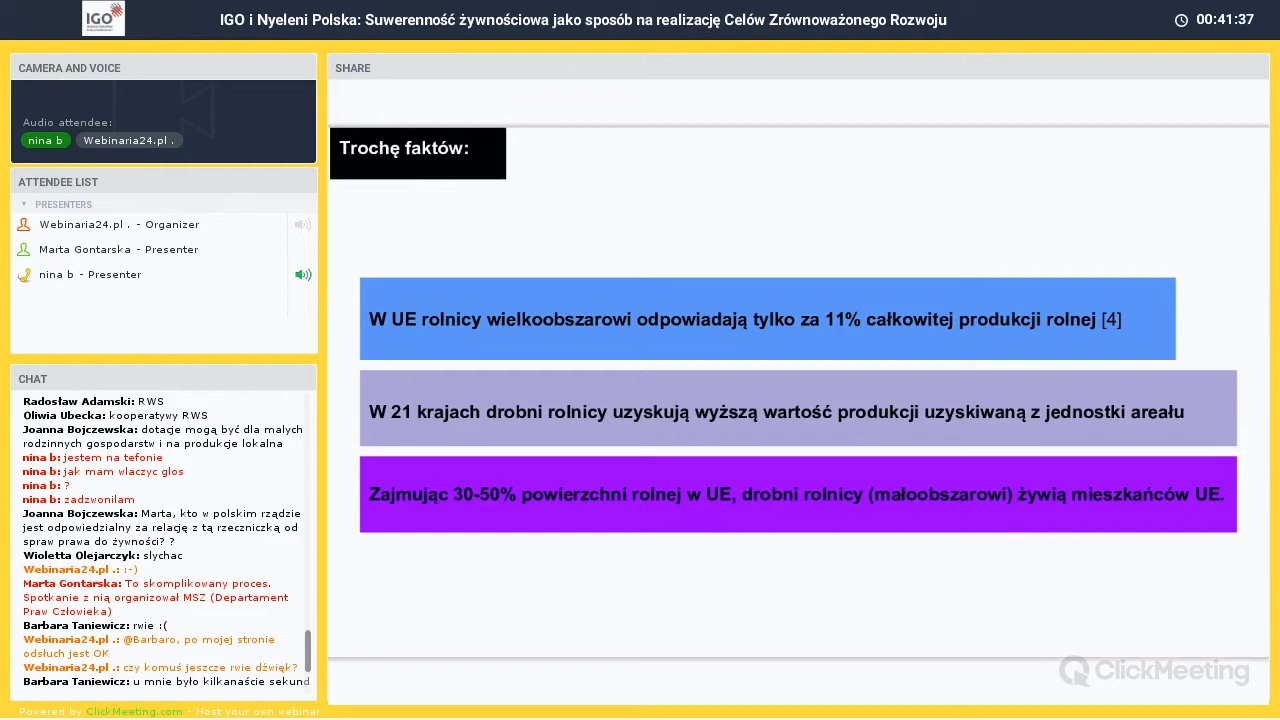 IGO
IGO i Nyeleni Polska: Suwerenność żywnościowa jako sposób na realizację Celów Zrównoważonego Rozwoju
00:41:37
CAMERA AND VOICE
Audio attendee:
nina b
Webinaria24.pl .
ATTENDEE LIST
PRESENTERS
Webinaria24.pl . - Organizer
Marta Gontarska - Presenter
nina b - Presenter
CHAT
Radosław Adamski: RWS
Oliwia Ubecka: kooperatywy RWS
Joanna Bojczewska: dotacje mogą być dla malych
rodzinnych gospodarstw i na produkcje lokalna
nina b: jestem na tefonie
nina b: jak mam wlaczyc glos
nina b: ?
nina b: zadzwonilam
Joanna Bojczewska: Marta, kto w polskim rządzie
jest odpowiedzialny za relację z tą rzeczniczką od
spraw prawa do żywności? ?
Wioletta Olejarczyk: slychac
Webinaria24.pl .: :-)
Marta Gontarska: To skomplikowany proces.
Spotkanie z nią organizował MSZ (Departament
Praw Człowieka)
Barbara Taniewicz: rwie :(
Webinaria24.pl .: @Barbaro, po mojej stronie
odsłuch jest OK
Webinaria24.pl .: czy komuś jeszcze rwie dźwięk?
Barbara Taniewicz: u mnie było kilkanaście sekund
Powered by ClickMeeting.com - Host your own webinar
SHARE
Trochę faktów:
W UE rolnicy wielkoobszarowi odpowiadają tylko za 11% całkowitej produkcji rolnej [4]
W 21 krajach drobni rolnicy uzyskują wyższą wartość produkcji uzyskiwaną z jednostki areału
Zajmując 30-50% powierzchni rolnej w UE, drobni rolnicy (małoobszarowi) żywią mieszkańców UE.
ClickMeeting